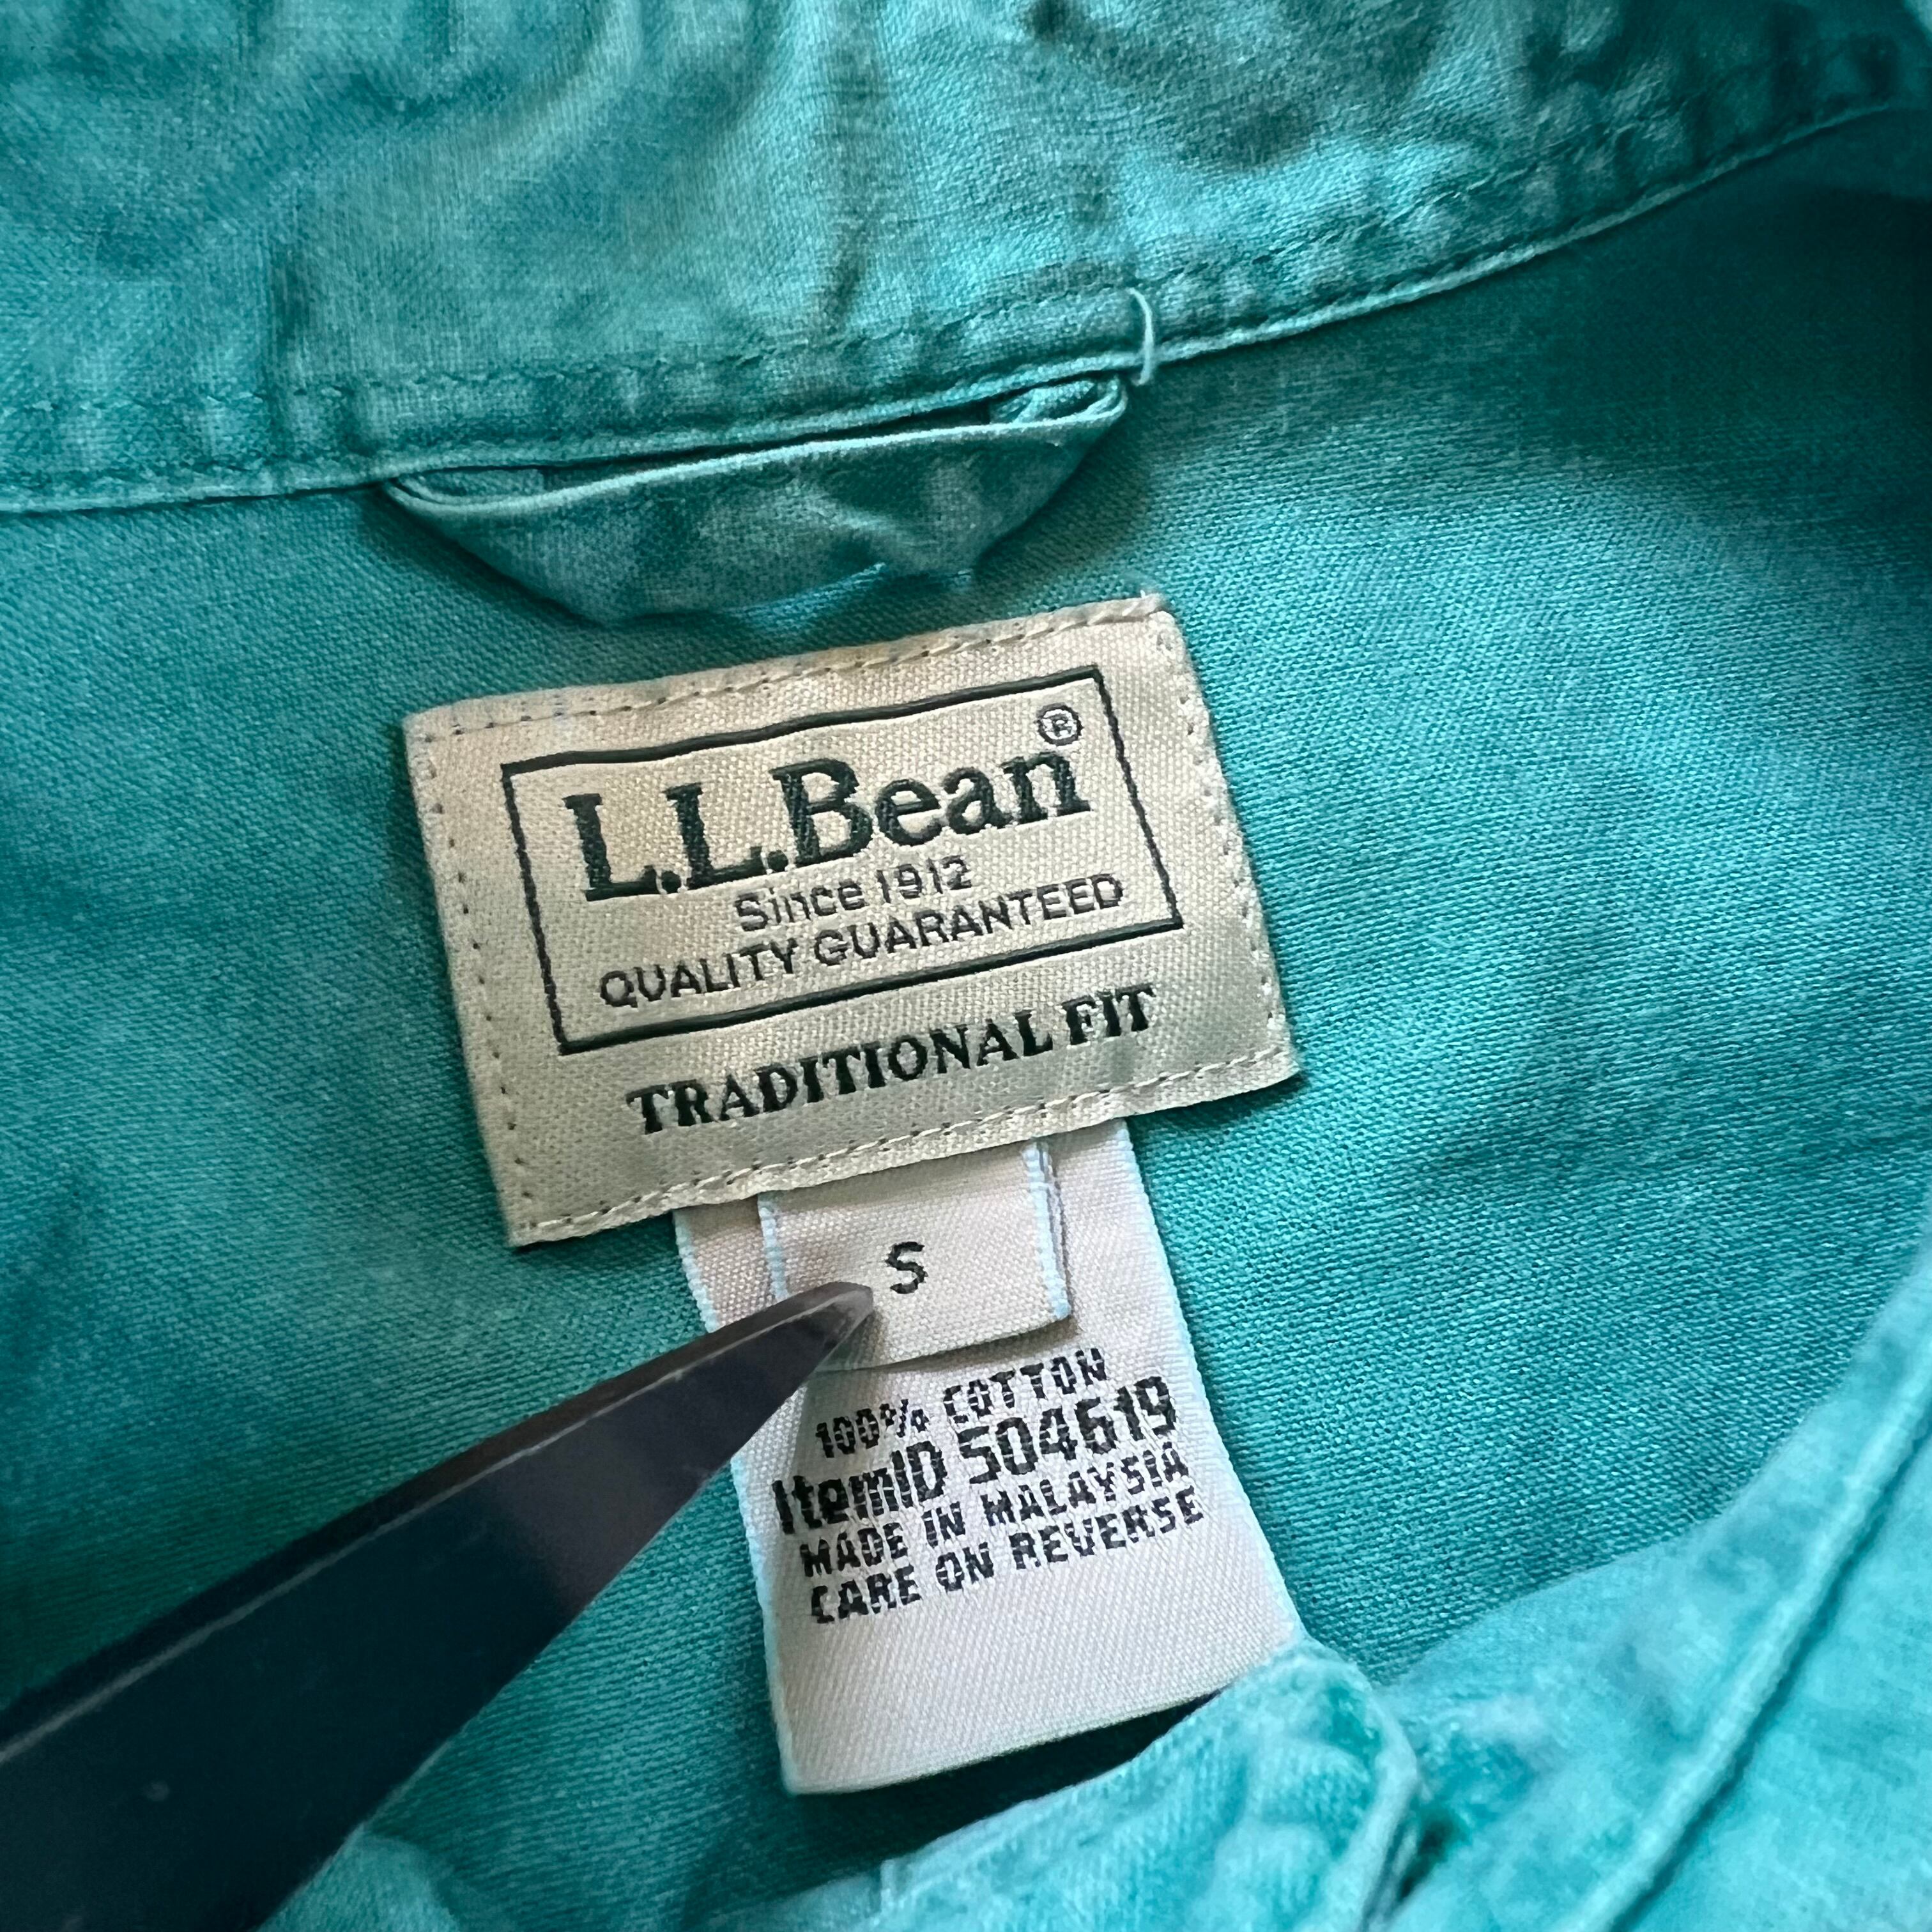 L.L.Bean®
Since 1912
QUALITY GUARANTEED
TRADITIONAL FIT
S
100% COTTON
ItemID 504619
MADE IN MALAYSIA
CARE ON REVERSE